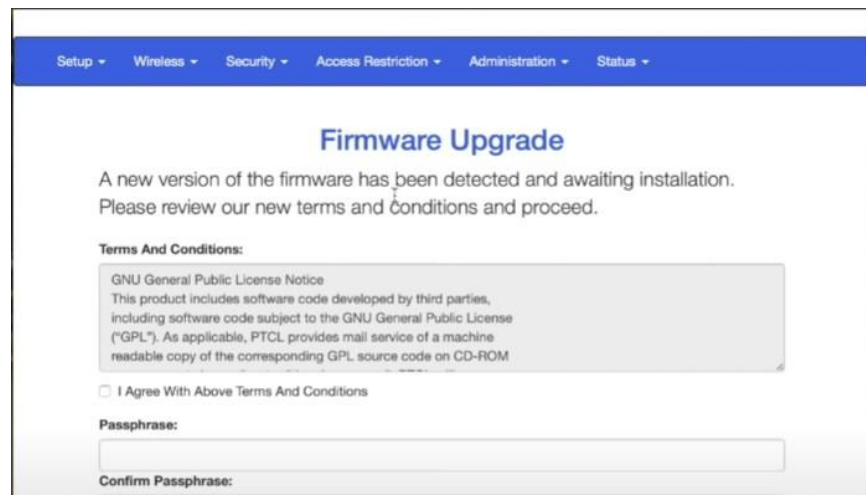 Setup Wireless Security Access Restriction Administration Status
Firmware Upgrade
A new version of the firmware has been detected and awaiting installation.
Please review our new terms and conditions and proceed.
Terms And Conditions:
GNU General Public License Notice
This product includes software code developed by third parties,
including software code subject to the GNU General Public License
("GPL"). As applicable, PTCL provides mail service of a machine
readable copy of the corresponding GPL source code on CD-ROM
I Agree With Above Terms And Conditions
Passphrase:
Confirm Passphrase: